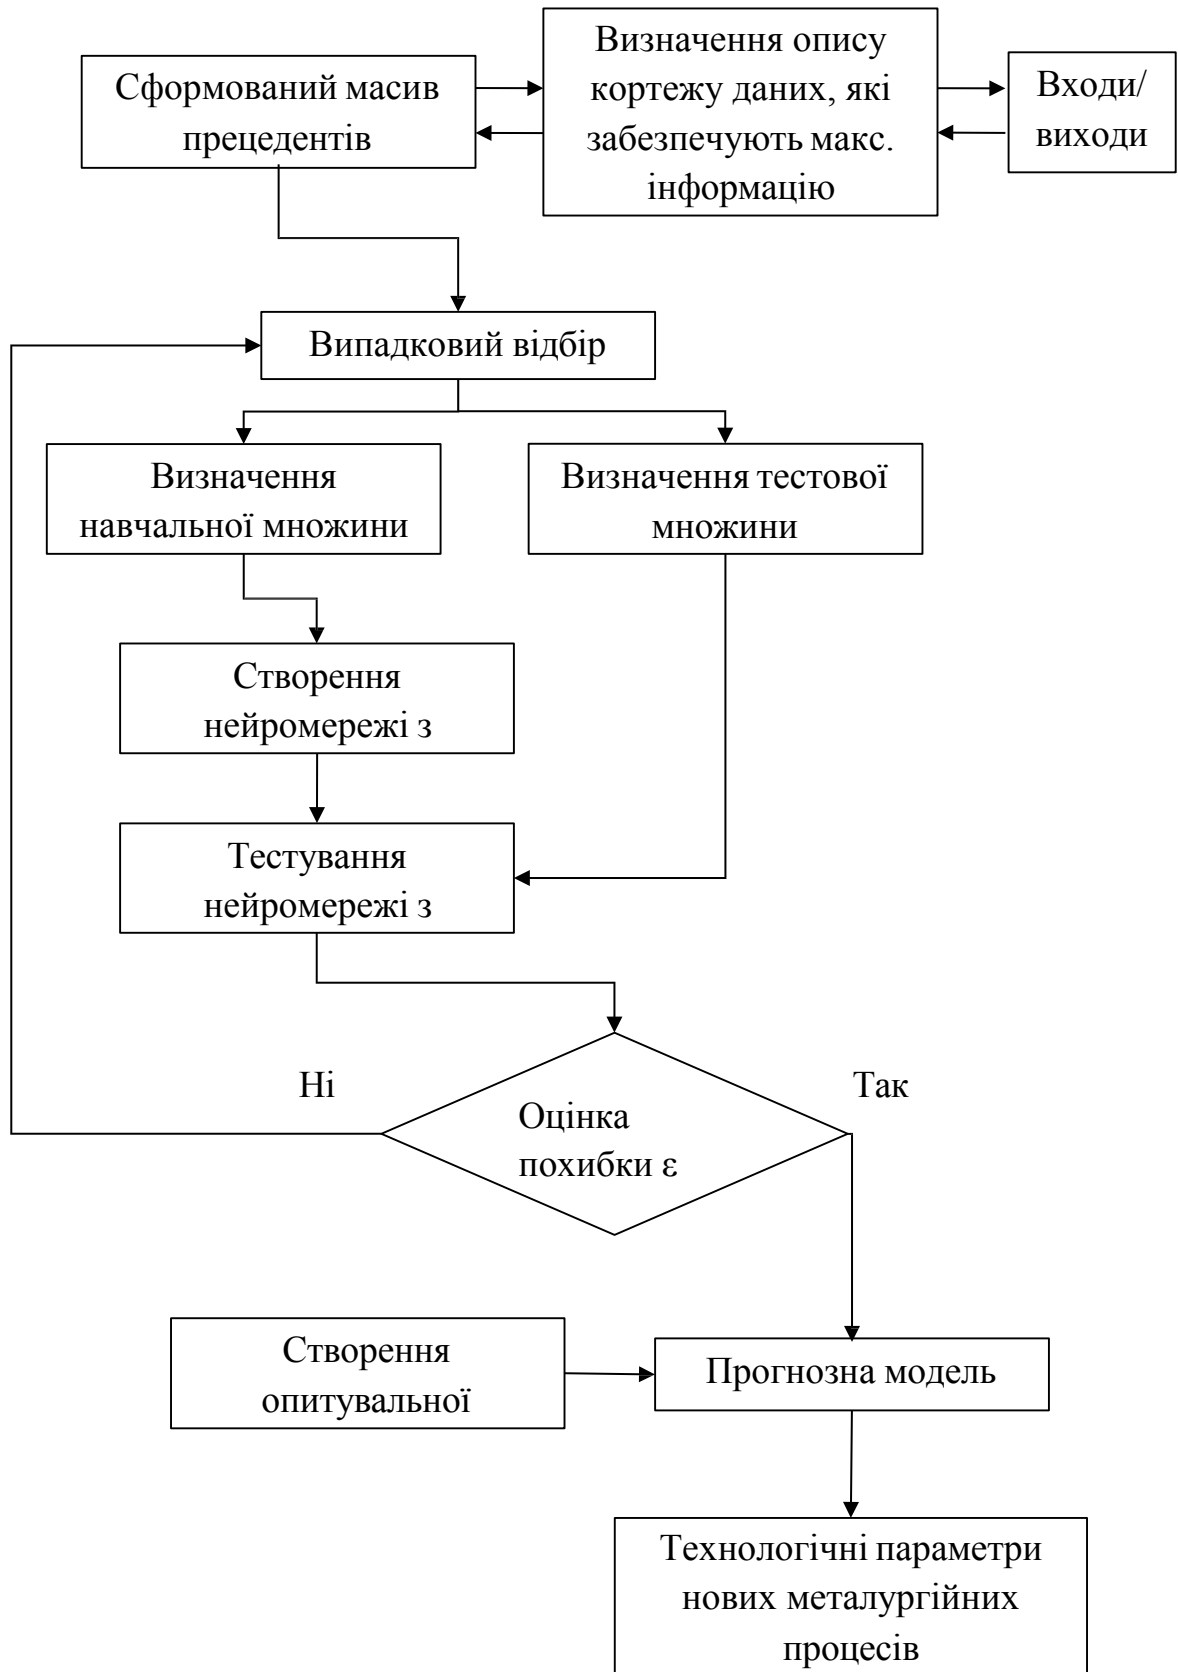 Сформований масив
прецедентів
Визначення опису
кортежу даних, які
забезпечують макс.
інформацію
Входи/
виходи
Випадковий відбір
Визначення
навчальної множини
Визначення тестової
множини
Створення
нейромережі з
Тестування
нейромережі з
Ні
Так
Оцінка
похибки ε
Створення
опитувальної
Прогнозна модель
Технологічні параметри
нових металургійних
процесів